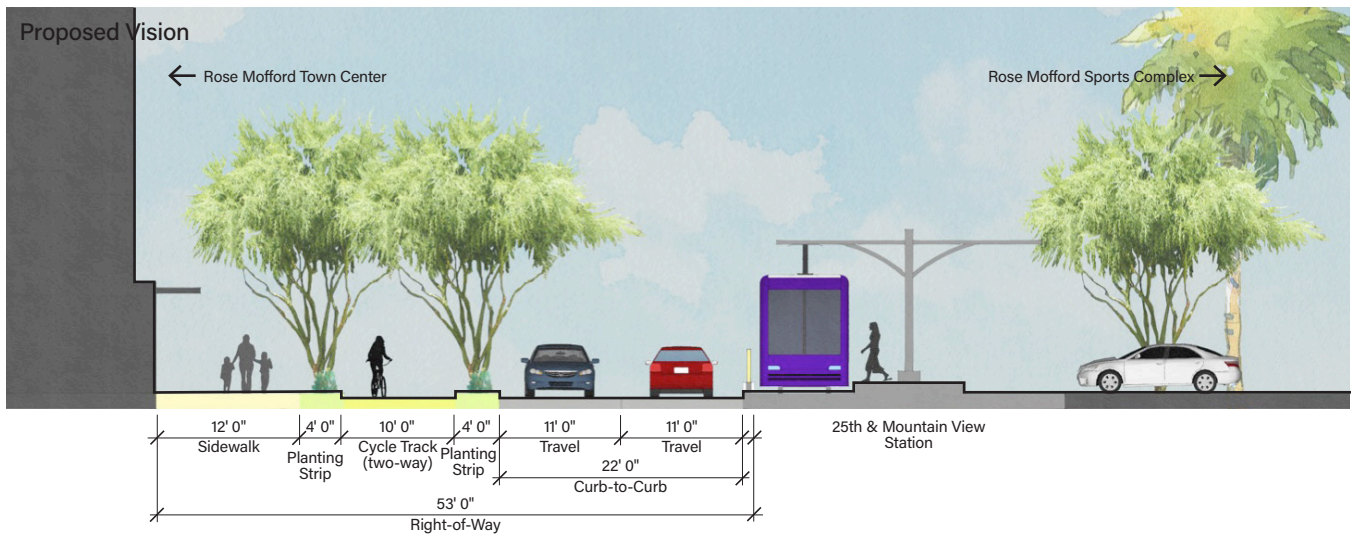 Proposed Vision
Rose Mofford Town Center
Rose Mofford Sports Complex
12' 0"
Sidewalk
4' 0"
Planting
Strip
10' 0"
Cycle Track
(two-way)
4' 0"
Planting
Strip
11' 0"
Travel
11' 0"
Travel
25th & Mountain View
Station
22' 0"
Curb-to-Curb
53' 0"
Right-of-Way